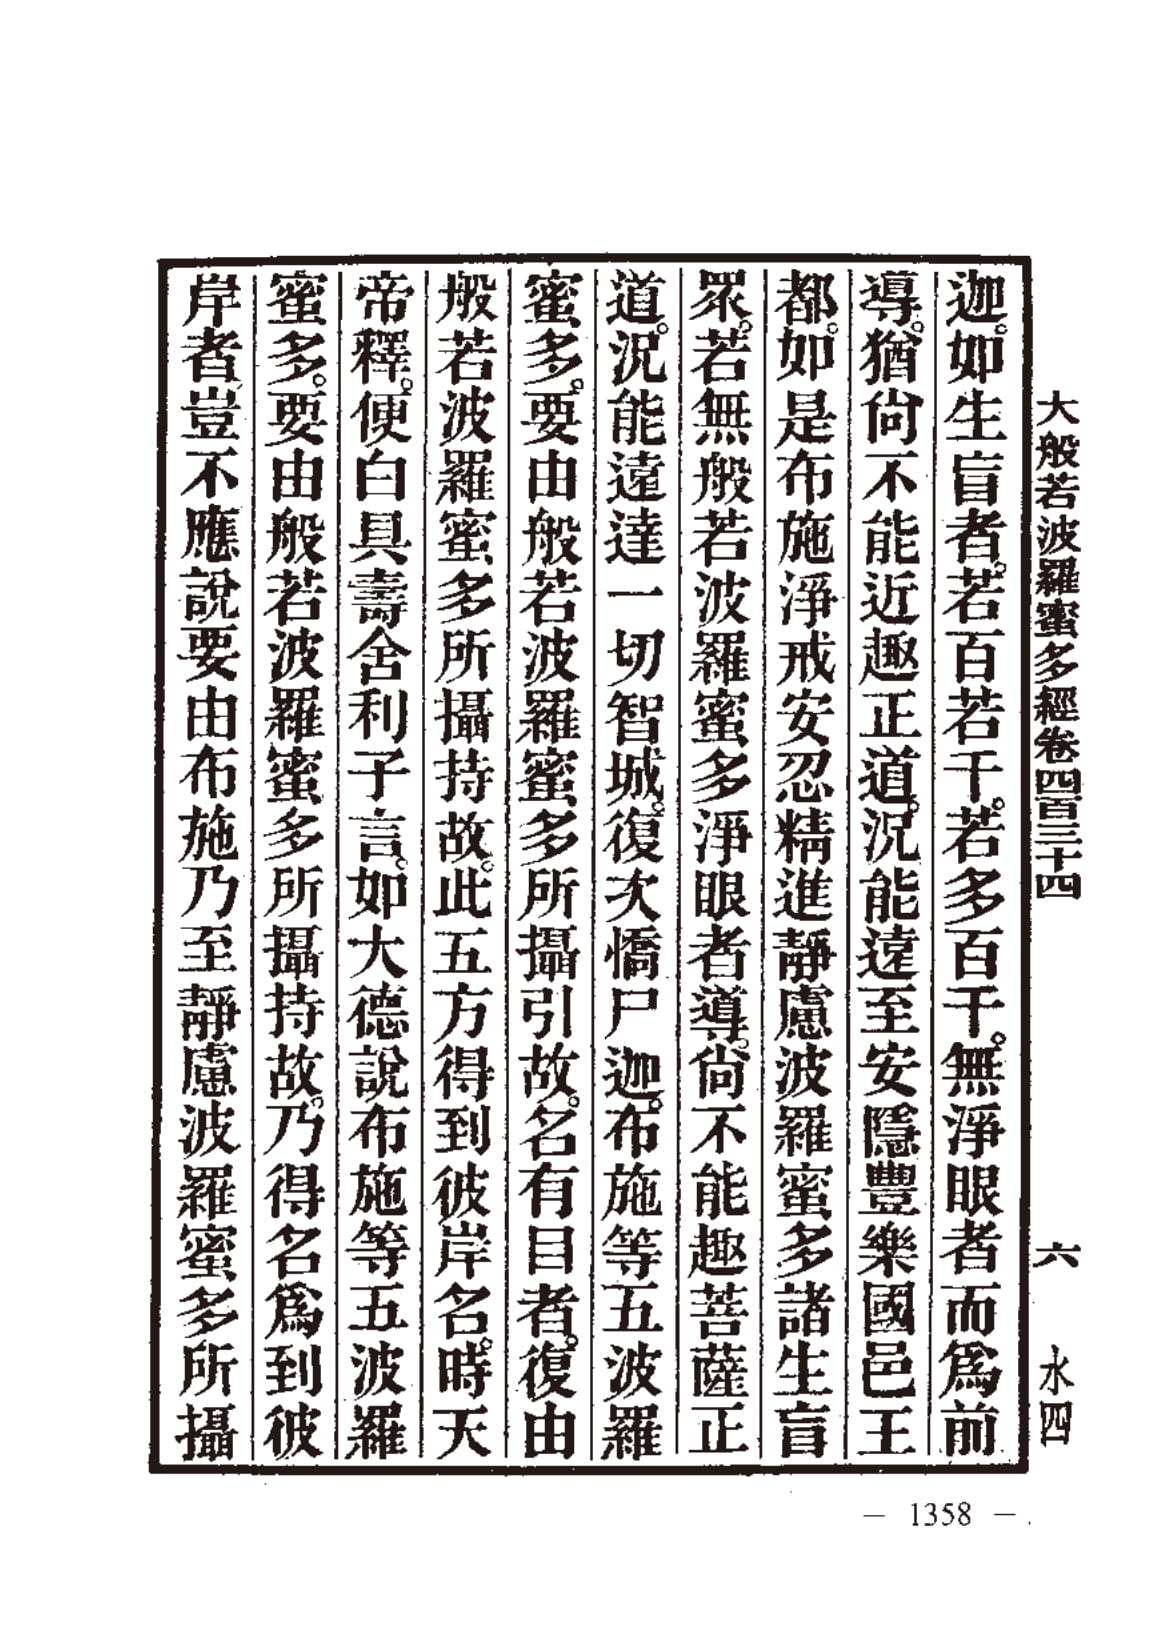 大般若波羅蜜多經卷四百三十四 六 水四
迦。如生盲者。若百若千。若多百千。無淨眼者而爲前
導。猶尙不能近趣正道。況能遠至安隱豐樂國邑王
都。如是布施淨戒安忍精進靜慮波羅蜜多諸生盲
眾。若無般若波羅蜜多淨眼者導。尙不能趣菩薩正
道。況能遠達一切智城。復次憍尸迦。布施等五波羅
蜜多。要由般若波羅蜜多所攝引故。名有目者。復由
般若波羅蜜多所攝持故。此五方得到彼岸名。時天
帝釋。便白具壽舍利子言。如大德說布施等五波羅
蜜多。要由般若波羅蜜多所攝持故。乃得名爲到彼
岸者豈不應說要由布施乃至靜慮波羅蜜多所攝
— 1358 —